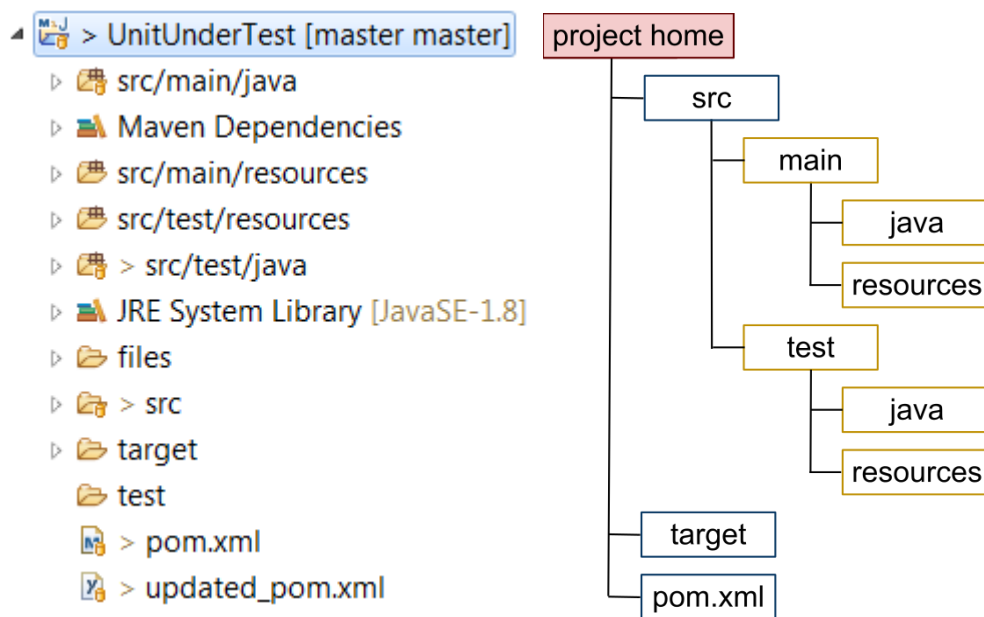 > UnitUnderTest [master master]
src/main/java
Maven Dependencies
src/main/resources
src/test/resources
> src/test/java
JRE System Library [JavaSE-1.8]
files
> src
target
test
> pom.xml
> updated_pom.xml
project home
src
main
java
resources
test
java
resources
target
pom.xml